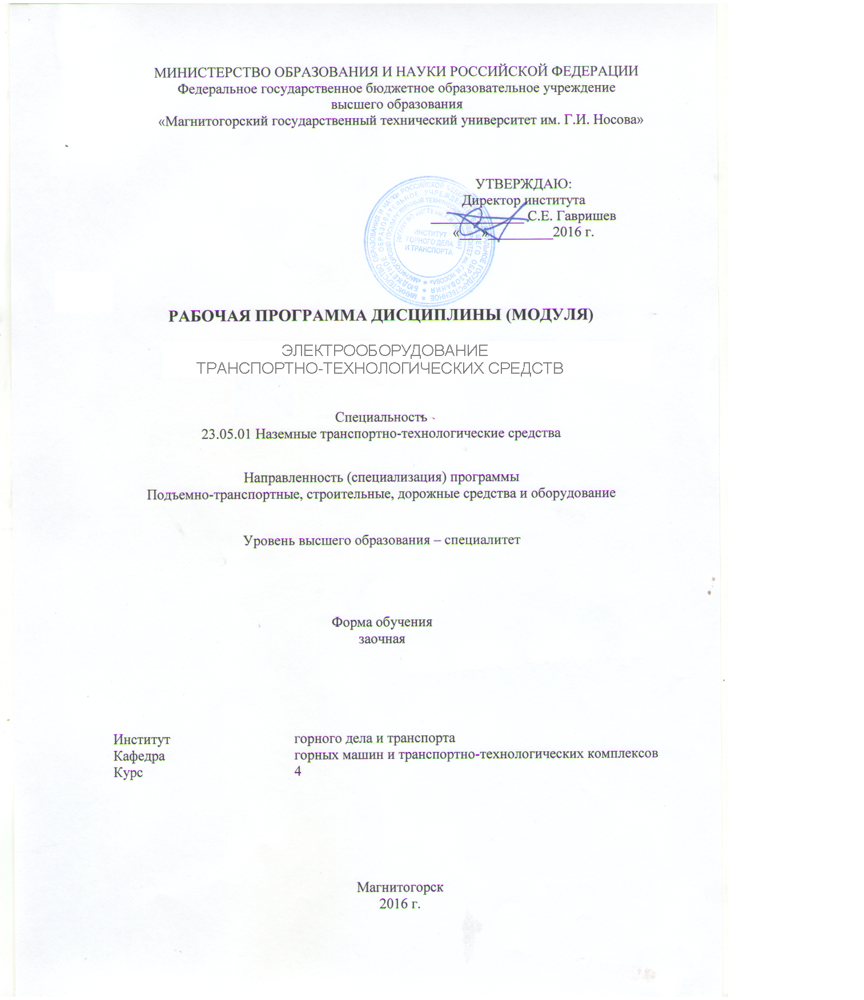 МИНИСТЕРСТВО ОБРАЗОВАНИЯ И НАУКИ РОССИЙСКОЙ ФЕДЕРАЦИИ
Федеральное государственное бюджетное образовательное учреждение
высшего образования
«Магнитогорский государственный технический университет им. Г.И. Носова»
УТВЕРЖДАЮ:
Директор института
_____________ С.Е. Гавришев
«___»_________2016 г.
ИНСТИТУТ
ГОРНОГО ДЕЛА
И ТРАНСПОРТА
РАБОЧАЯ ПРОГРАММА ДИСЦИПЛИНЫ (МОДУЛЯ)
ЭЛЕКТРООБОРУДОВАНИЕ
ТРАНСПОРТНО-ТЕХНОЛОГИЧЕСКИХ СРЕДСТВ
Специальность
23.05.01 Наземные транспортно-технологические средства
Направленность (специализация) программы
Подъемно-транспортные, строительные, дорожные средства и оборудование
Уровень высшего образования – специалитет
Форма обучения
заочная
Институт горного дела и транспорта
Кафедра горных машин и транспортно-технологических комплексов
Курс 4
Магнитогорск
2016 г.